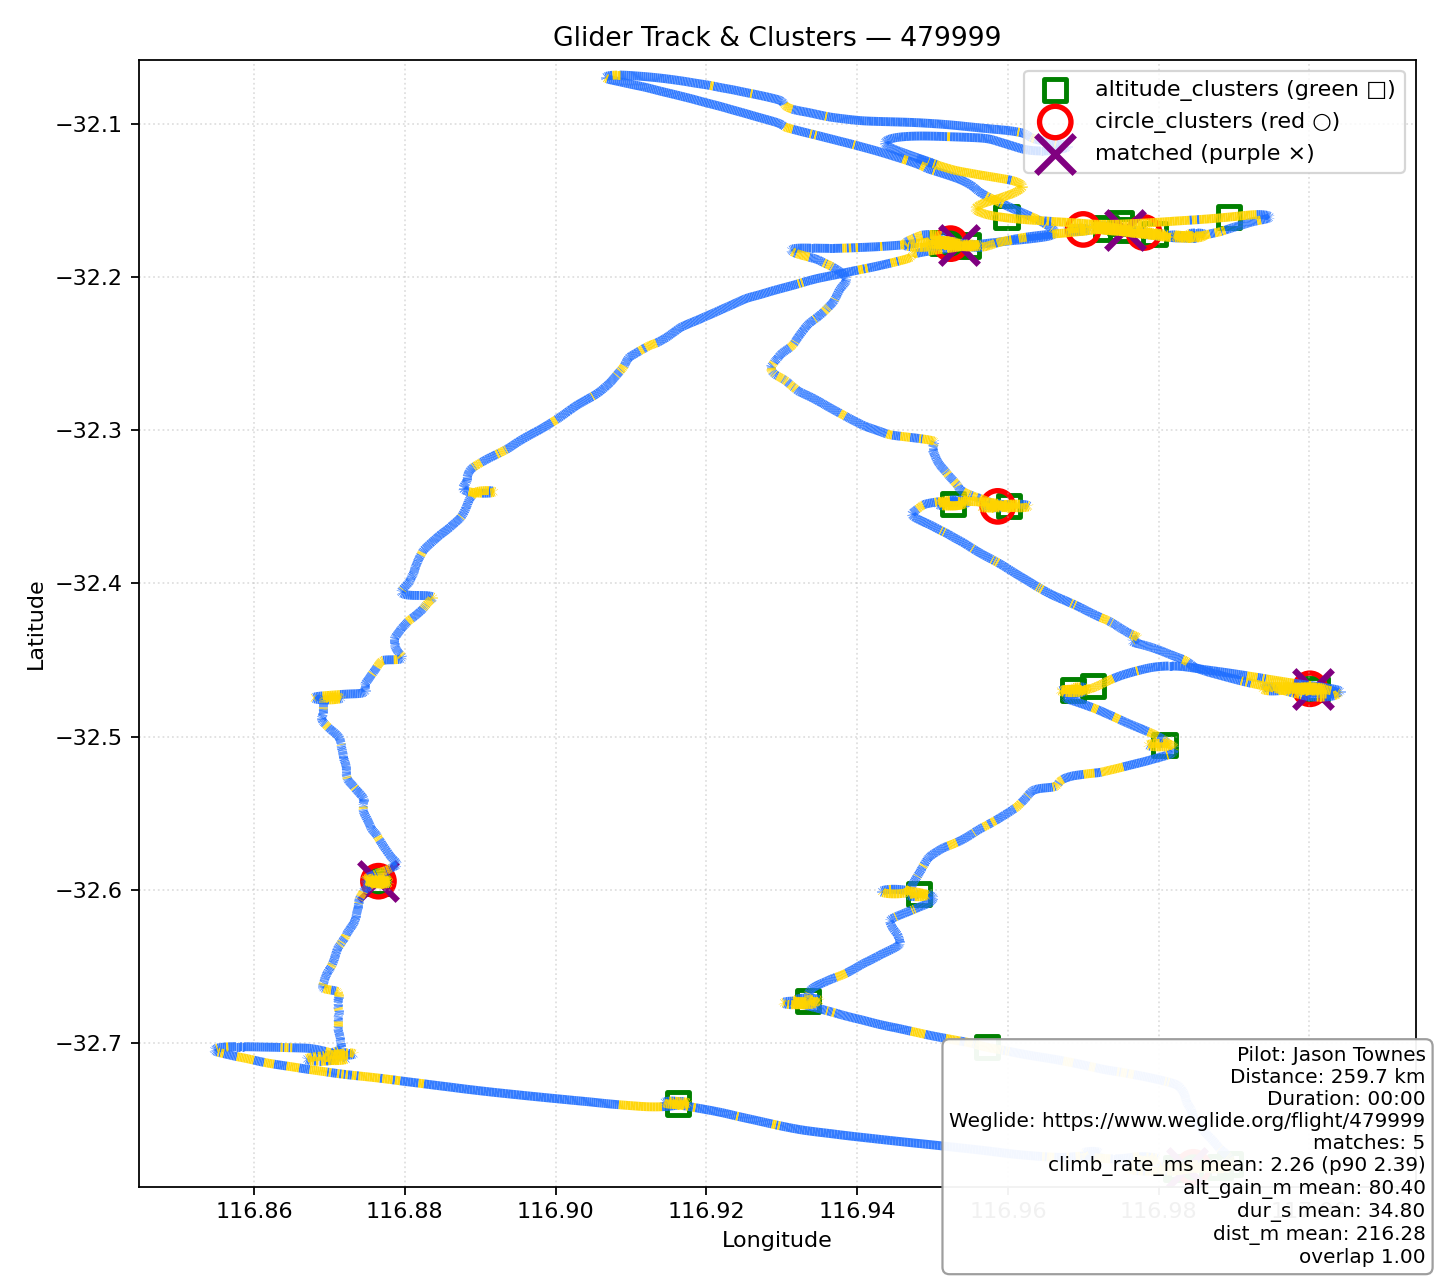 Glider Track & Clusters — 479999
altitude_clusters (green □)
circle_clusters (red ○)
matched (purple ×)
−32.1
−32.2
−32.3
−32.4
−32.5
−32.6
−32.7
Latitude
116.86
116.88
116.90
116.92
116.94
116.96
116.98
Longitude
Pilot: Jason Townes
Distance: 259.7 km
Duration: 00:00
Weglide: https://www.weglide.org/flight/479999
matches: 5
climb_rate_ms mean: 2.26 (p90 2.39)
alt_gain_m mean: 80.40
dur_s mean: 34.80
dist_m mean: 216.28
overlap 1.00